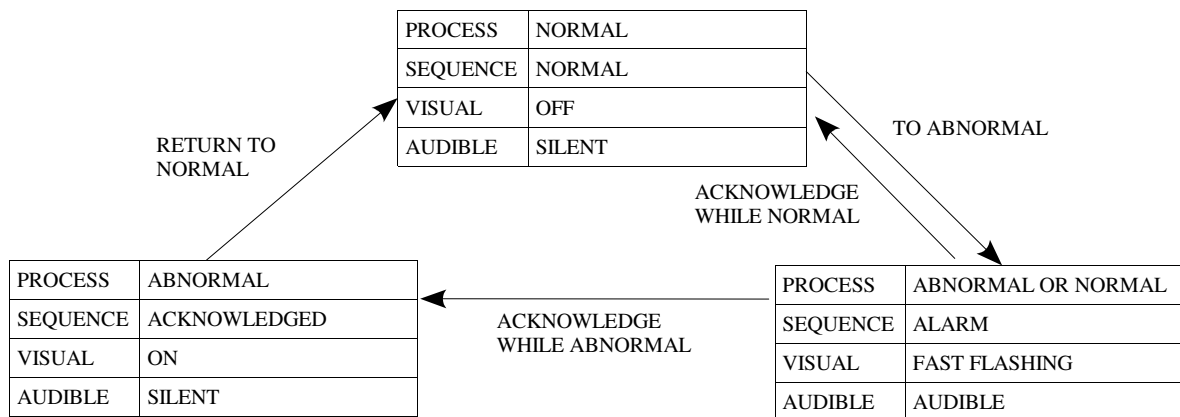 PROCESS NORMAL
SEQUENCE NORMAL
VISUAL OFF
AUDIBLE SILENT
RETURN TO
NORMAL
TO ABNORMAL
ACKNOWLEDGE
WHILE NORMAL
PROCESS ABNORMAL
SEQUENCE ACKNOWLEDGED
VISUAL ON
AUDIBLE SILENT
ACKNOWLEDGE
WHILE ABNORMAL
PROCESS ABNORMAL OR NORMAL
SEQUENCE ALARM
VISUAL FAST FLASHING
AUDIBLE AUDIBLE